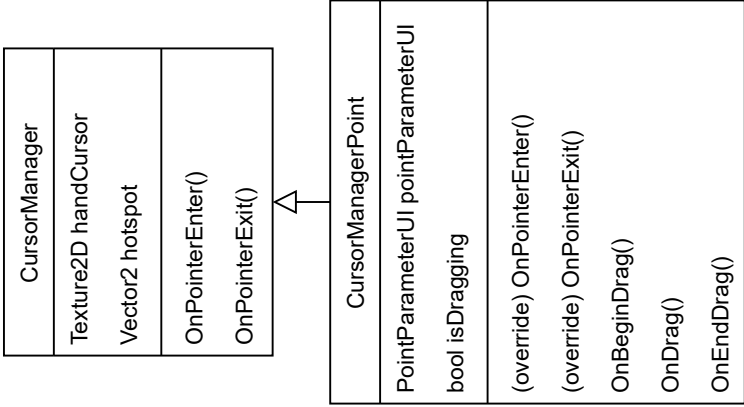 CursorManager
Texture2D handCursor
Vector2 hotspot
OnPointerEnter()
OnPointerExit()
CursorManagerPoint
PointParameterUI pointParameterUI
bool isDragging
(override) OnPointerEnter()
(override) OnPointerExit()
OnBeginDrag()
OnDrag()
OnEndDrag()